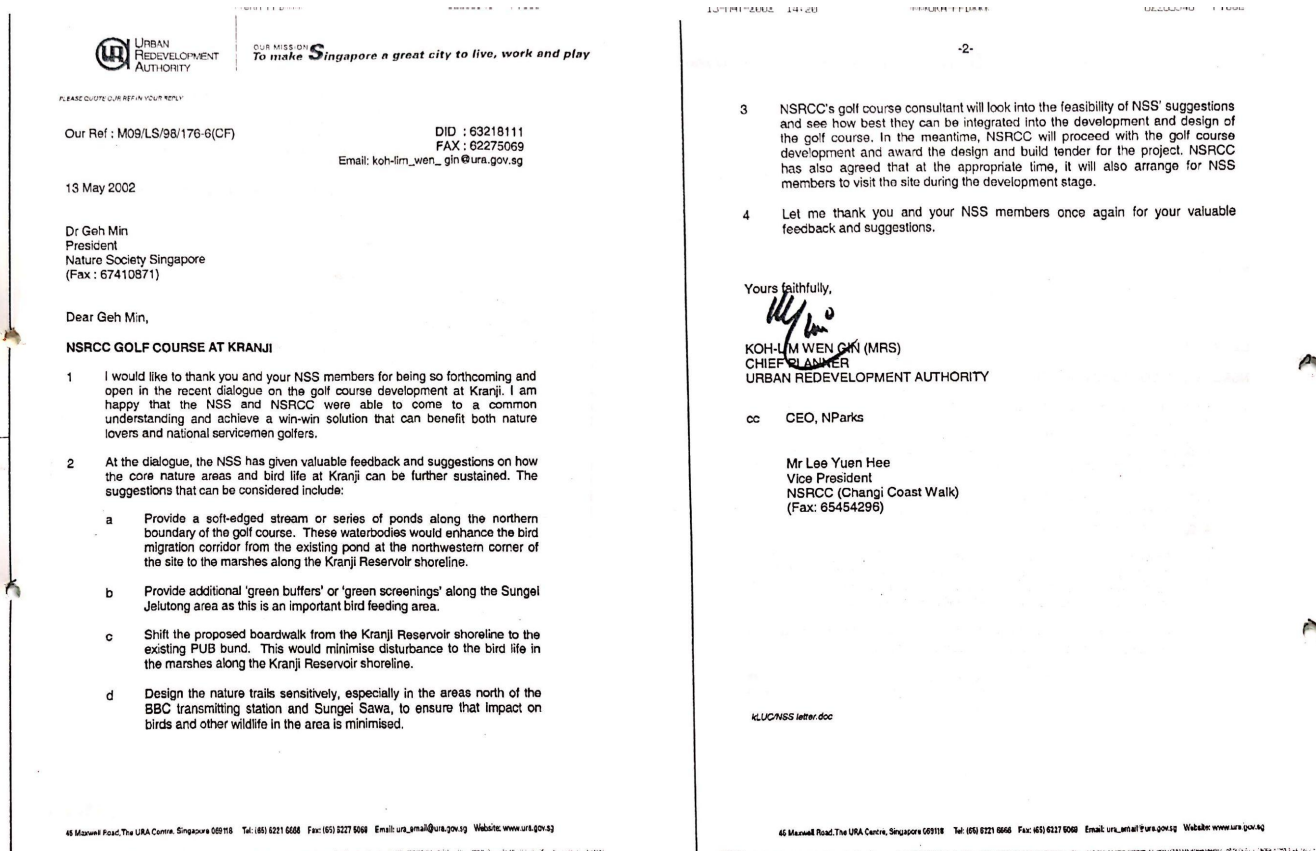 URBAN
REDEVELOPMENT
AUTHORITY
OUR MISSION
To make Singapore a great city to live, work and play
PLEASE QUOTE OUR REF IN YOUR REPLY
Our Ref : M09/LS/98/176-6(CF)
DID : 63218111
FAX : 62275069
Email: koh-lim_wen_ gin@ura.gov.sg
13 May 2002
Dr Geh Min
President
Nature Society Singapore
(Fax : 67410871)
Dear Geh Min,
NSRCC GOLF COURSE AT KRANJI
1 I would like to thank you and your NSS members for being so forthcoming and
open in the recent dialogue on the golf course development at Kranji. I am
happy that the NSS and NSRCC were able to come to a common
understanding and achieve a win-win solution that can benefit both nature
lovers and national servicemen golfers.
2 At the dialogue, the NSS has given valuable feedback and suggestions on how
the core nature areas and bird life at Kranji can be further sustained. The
suggestions that can be considered include:
a Provide a soft-edged stream or series of ponds along the northern
boundary of the golf course. These waterbodies would enhance the bird
migration corridor from the existing pond at the northwestern corner of
the site to the marshes along the Kranji Reservoir shoreline.
b Provide additional 'green buffers' or 'green screenings' along the Sungei
Jelutong area as this is an important bird feeding area.
c Shift the proposed boardwalk from the Kranji Reservoir shoreline to the
existing PUB bund. This would minimise disturbance to the bird life in
the marshes along the Kranji Reservoir shoreline.
d Design the nature trails sensitively, especially in the areas north of the
BBC transmitting station and Sungei Sawa, to ensure that impact on
birds and other wildlife in the area is minimised.
45 Maxwell Road, The URA Centre, Singapore 069118 Tel: (65) 6221 6666 Fax: (65) 6227 5069 Email: ura_email@ura.gov.sg Website: www.ura.gov.sg
13-MAY-2002 14:20
-2-
3 NSRCC's golf course consultant will look into the feasibility of NSS' suggestions
and see how best they can be integrated into the development and design of
the golf course. In the meantime, NSRCC will proceed with the golf course
development and award the design and build tender for the project. NSRCC
has also agreed that at the appropriate time, it will also arrange for NSS
members to visit the site during the development stage.
4 Let me thank you and your NSS members once again for your valuable
feedback and suggestions.
Yours faithfully,
KOH-LIM WEN GIN (MRS)
CHIEF PLANNER
URBAN REDEVELOPMENT AUTHORITY
cc CEO, NParks
Mr Lee Yuen Hee
Vice President
NSRCC (Changi Coast Walk)
(Fax: 65454296)
kLUC/NSS letter.doc
45 Maxwell Road, The URA Centre, Singapore 069118 Tel: (65) 6221 6666 Fax: (65) 6227 5069 Email: ura_email@ura.gov.sg Website: www.ura.gov.sg